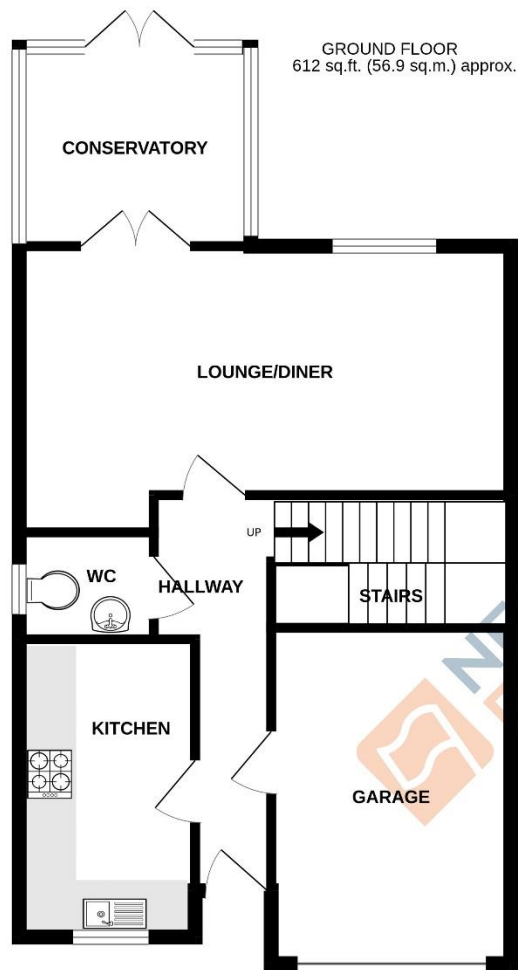 GROUND FLOOR
612 sq.ft. (56.9 sq.m.) approx.
CONSERVATORY
LOUNGE/DINER
UP
WC
HALLWAY
STAIRS
KITCHEN
GARAGE